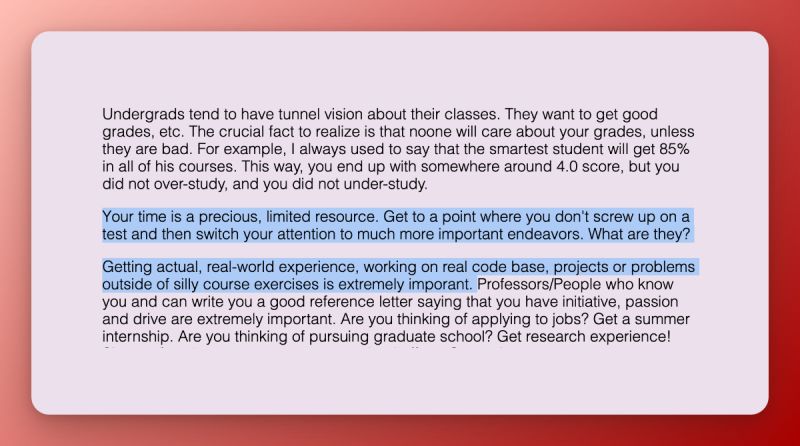 Undergrads tend to have tunnel vision about their classes. They want to get good
grades, etc. The crucial fact to realize is that noone will care about your grades, unless
they are bad. For example, I always used to say that the smartest student will get 85%
in all of his courses. This way, you end up with somewhere around 4.0 score, but you
did not over-study, and you did not under-study.
Your time is a precious, limited resource. Get to a point where you don't screw up on a
test and then switch your attention to much more important endeavors. What are they?
Getting actual, real-world experience, working on real code base, projects or problems
outside of silly course exercises is extremely imporant. Professors/People who know
you and can write you a good reference letter saying that you have initiative, passion
and drive are extremely important. Are you thinking of applying to jobs? Get a summer
internship. Are you thinking of pursuing graduate school? Get research experience!